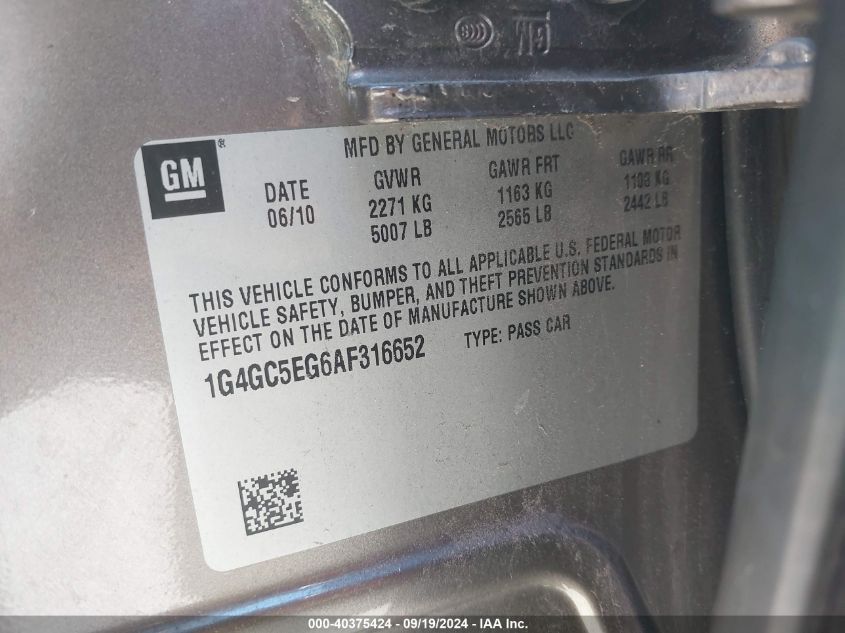 GM®
MFD BY GENERAL MOTORS LLC
DATE GVWR GAWR FRT GAWR RR
06/10 2271 KG 1163 KG 1108 KG
5007 LB 2565 LB 2442 LB
THIS VEHICLE CONFORMS TO ALL APPLICABLE U.S. FEDERAL MOTOR
VEHICLE SAFETY, BUMPER, AND THEFT PREVENTION STANDARDS IN
EFFECT ON THE DATE OF MANUFACTURE SHOWN ABOVE.
1G4GC5EG6AF316652 TYPE: PASS CAR
000-40375424 - 09/19/2024 - IAA Inc.